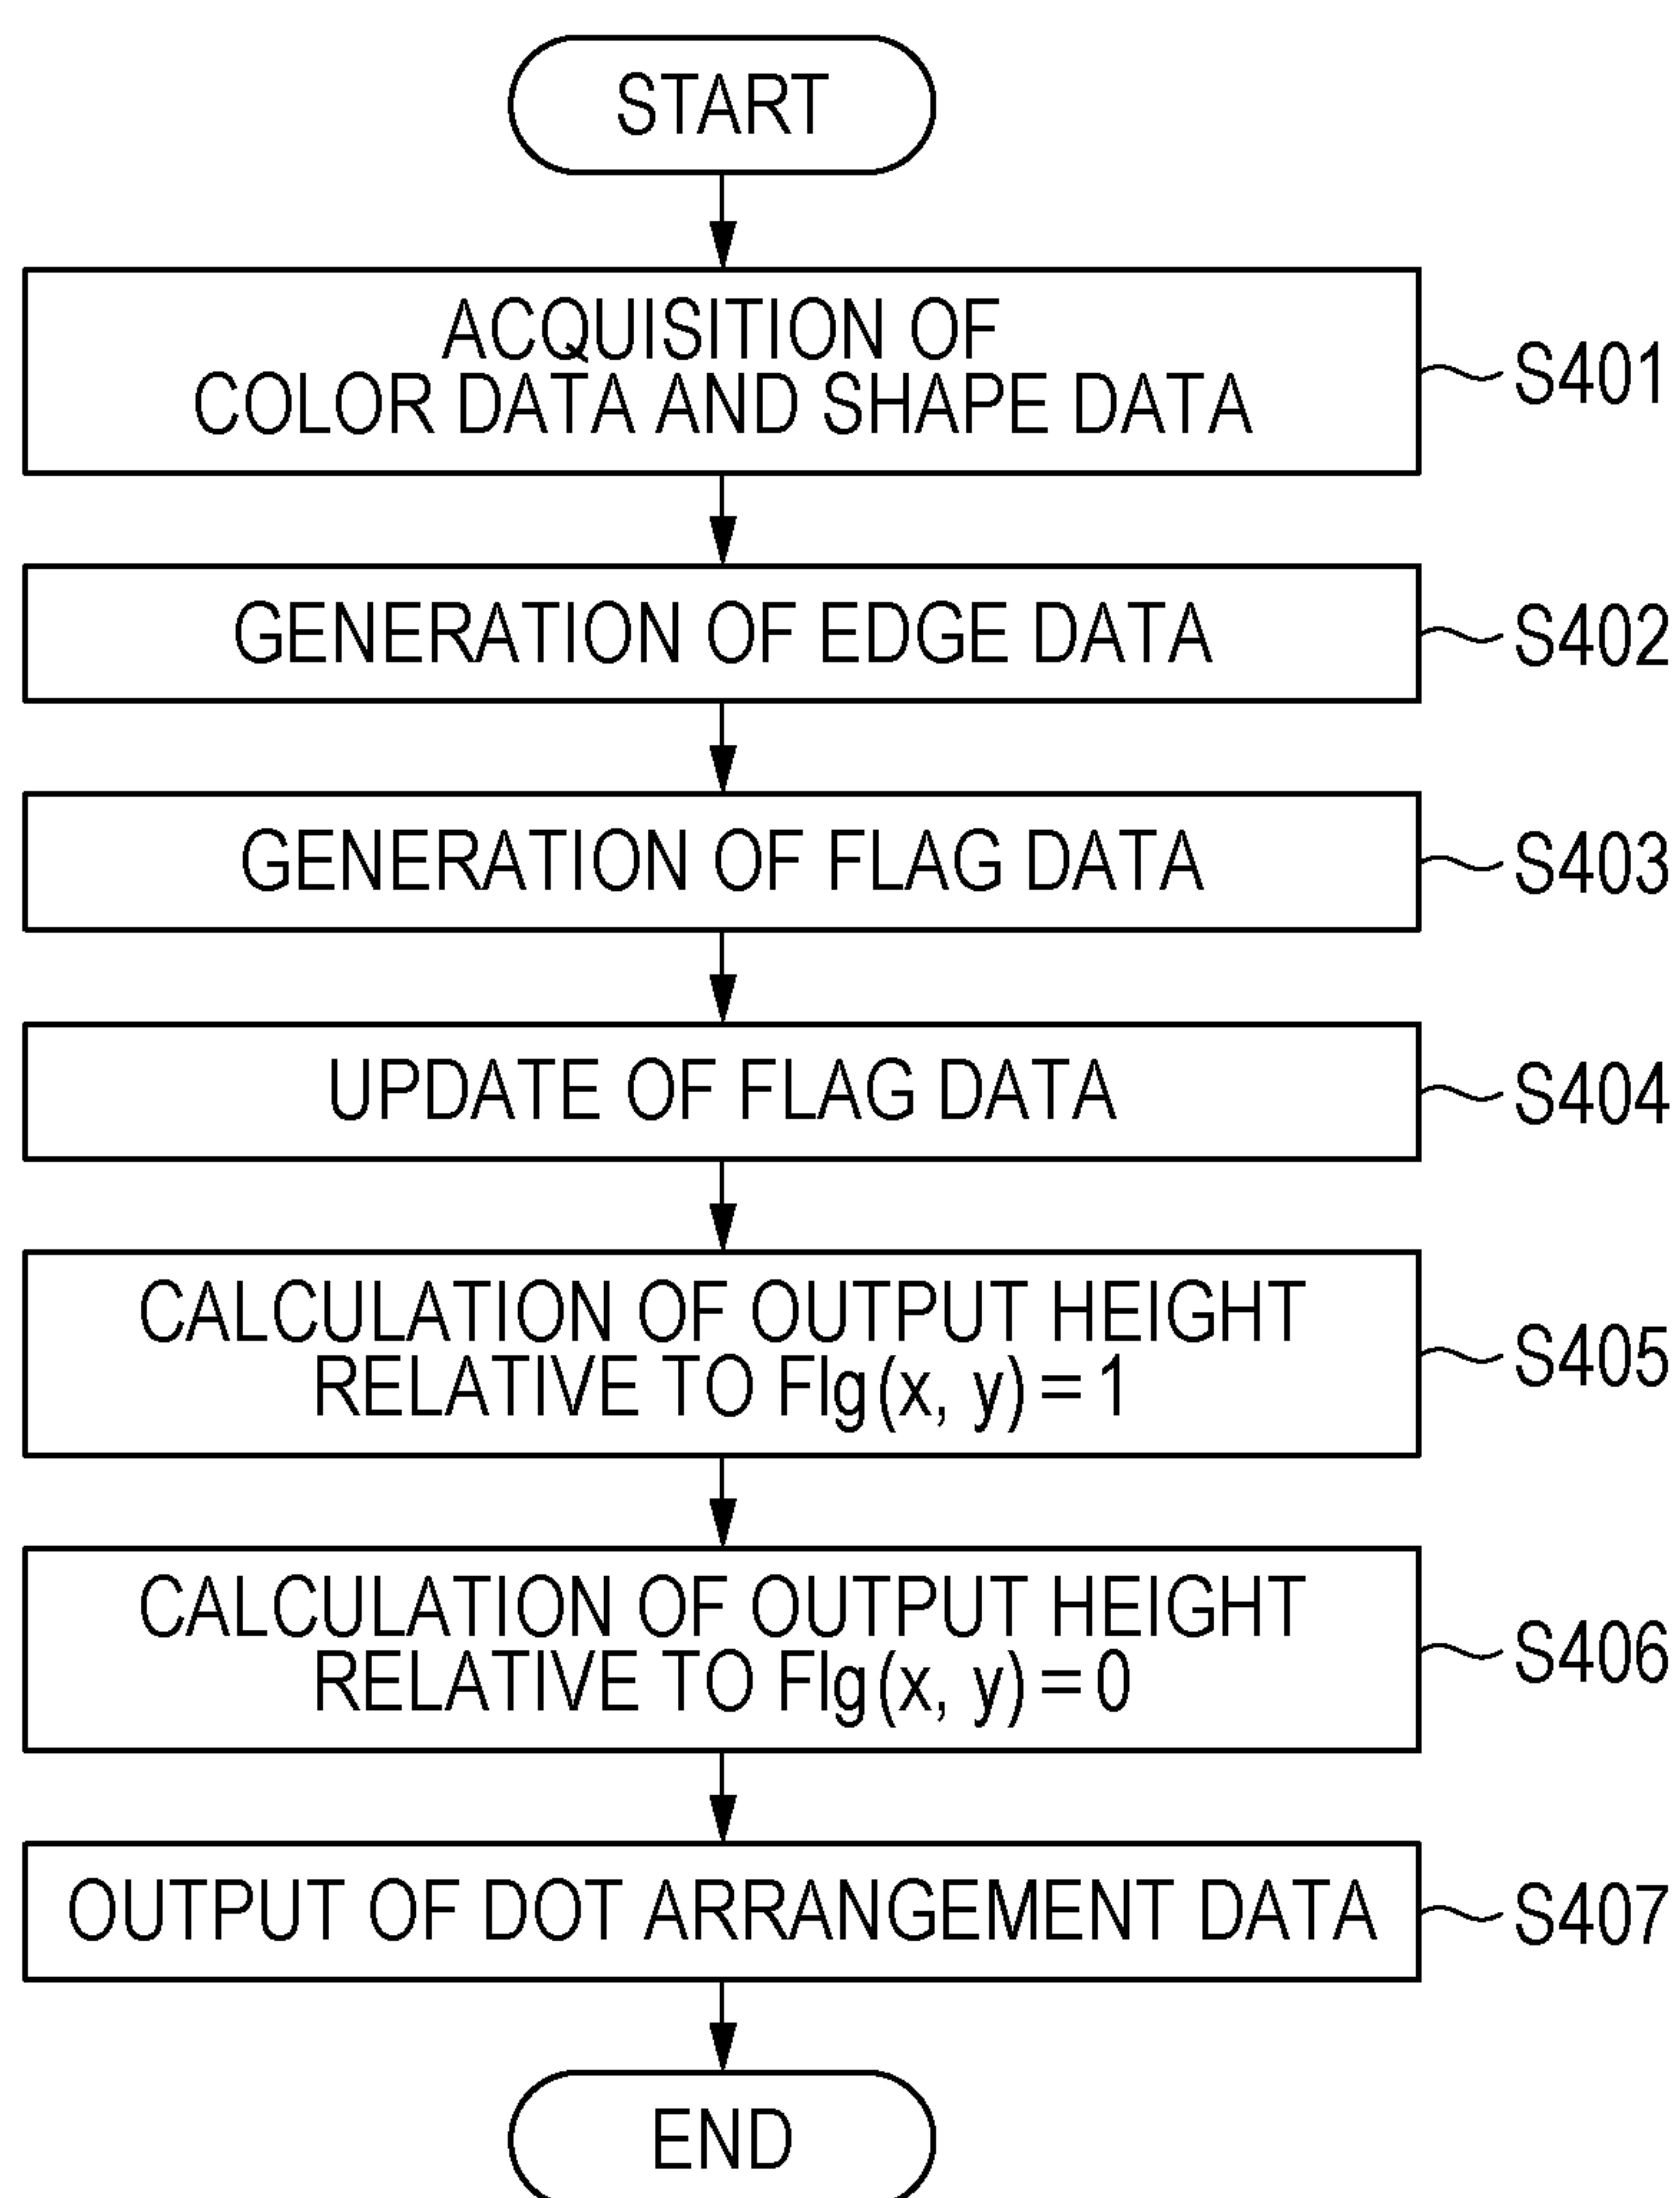 START
ACQUISITION OF
COLOR DATA AND SHAPE DATA
S401
GENERATION OF EDGE DATA
S402
GENERATION OF FLAG DATA
S403
UPDATE OF FLAG DATA
S404
CALCULATION OF OUTPUT HEIGHT
RELATIVE TO Flg(x, y) = 1
S405
CALCULATION OF OUTPUT HEIGHT
RELATIVE TO Flg(x, y) = 0
S406
OUTPUT OF DOT ARRANGEMENT DATA
S407
END